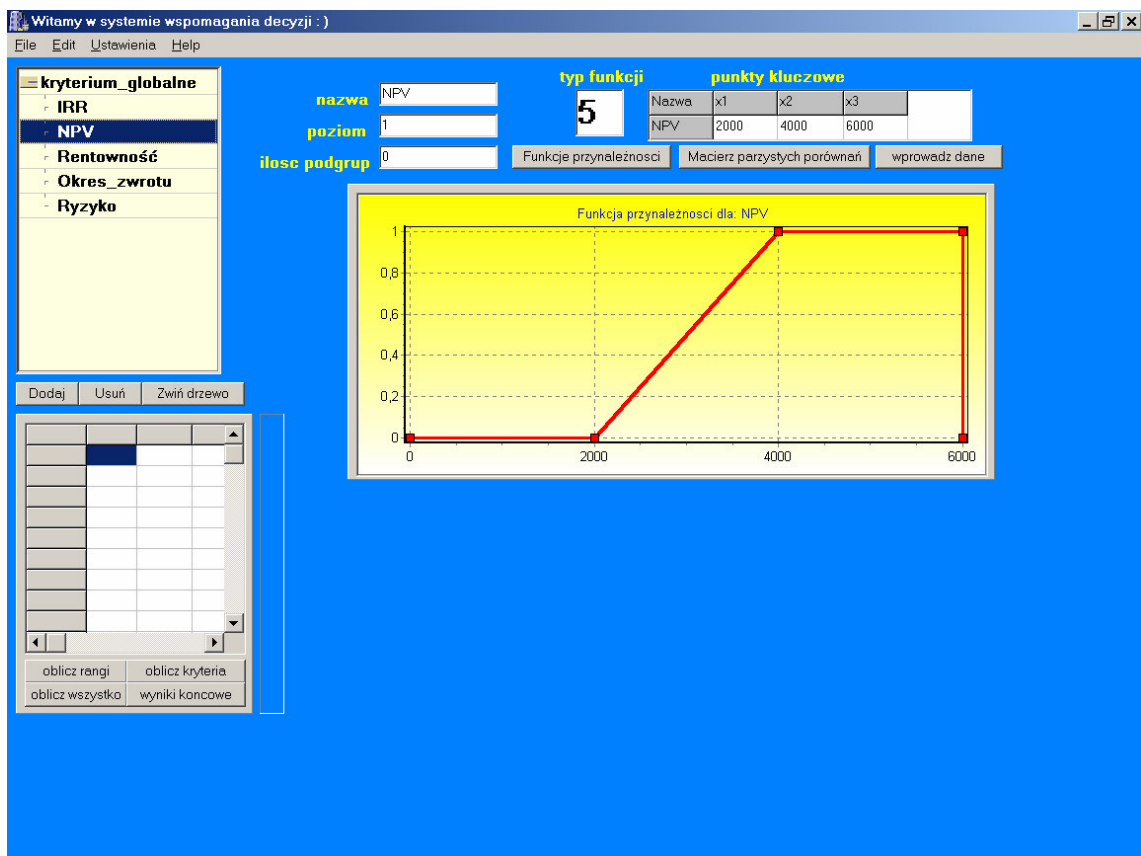 Witamy w systemie wspomagania decyzji : )
File Edit Ustawienia Help
kryterium_globalne
IRR
NPV
Rentowność
Okres_zwrotu
Ryzyko
nazwa NPV
poziom 1
ilosc podgrup 0
typ funkcji
5
punkty kluczowe
Nazwa x1 x2 x3
NPV 2000 4000 6000
Funkcje przynależnosci Macierz parzystych porównań wprowadz dane
Funkcja przynależnosci dla: NPV
1
0,8
0,6
0,4
0,2
0
0 2000 4000 6000
Dodaj Usuń Zwiń drzewo
oblicz rangi oblicz kryteria
oblicz wszystko wyniki koncowe